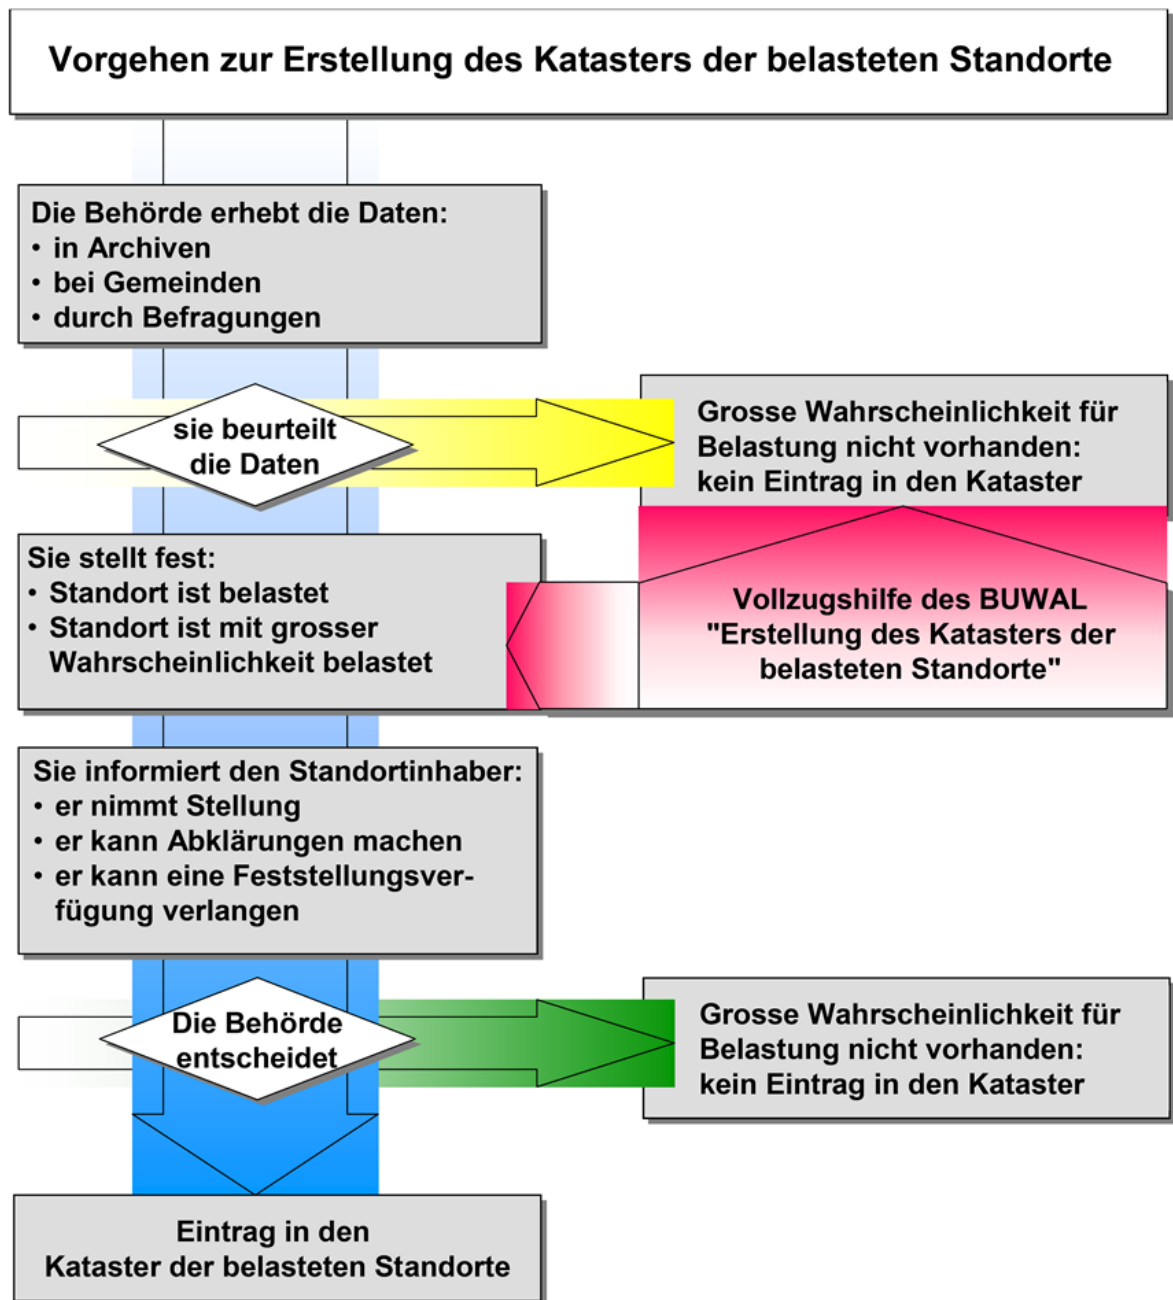 Vorgehen zur Erstellung des Katasters der belasteten Standorte
Die Behörde erhebt die Daten:
• in Archiven
• bei Gemeinden
• durch Befragungen
sie beurteilt
die Daten
Grosse Wahrscheinlichkeit für
Belastung nicht vorhanden:
kein Eintrag in den Kataster
Sie stellt fest:
• Standort ist belastet
• Standort ist mit grosser
Wahrscheinlichkeit belastet
Vollzugshilfe des BUWAL
"Erstellung des Katasters der
belasteten Standorte"
Sie informiert den Standortinhaber:
• er nimmt Stellung
• er kann Abklärungen machen
• er kann eine Feststellungsver-
fügung verlangen
Die Behörde
entscheidet
Grosse Wahrscheinlichkeit für
Belastung nicht vorhanden:
kein Eintrag in den Kataster
Eintrag in den
Kataster der belasteten Standorte